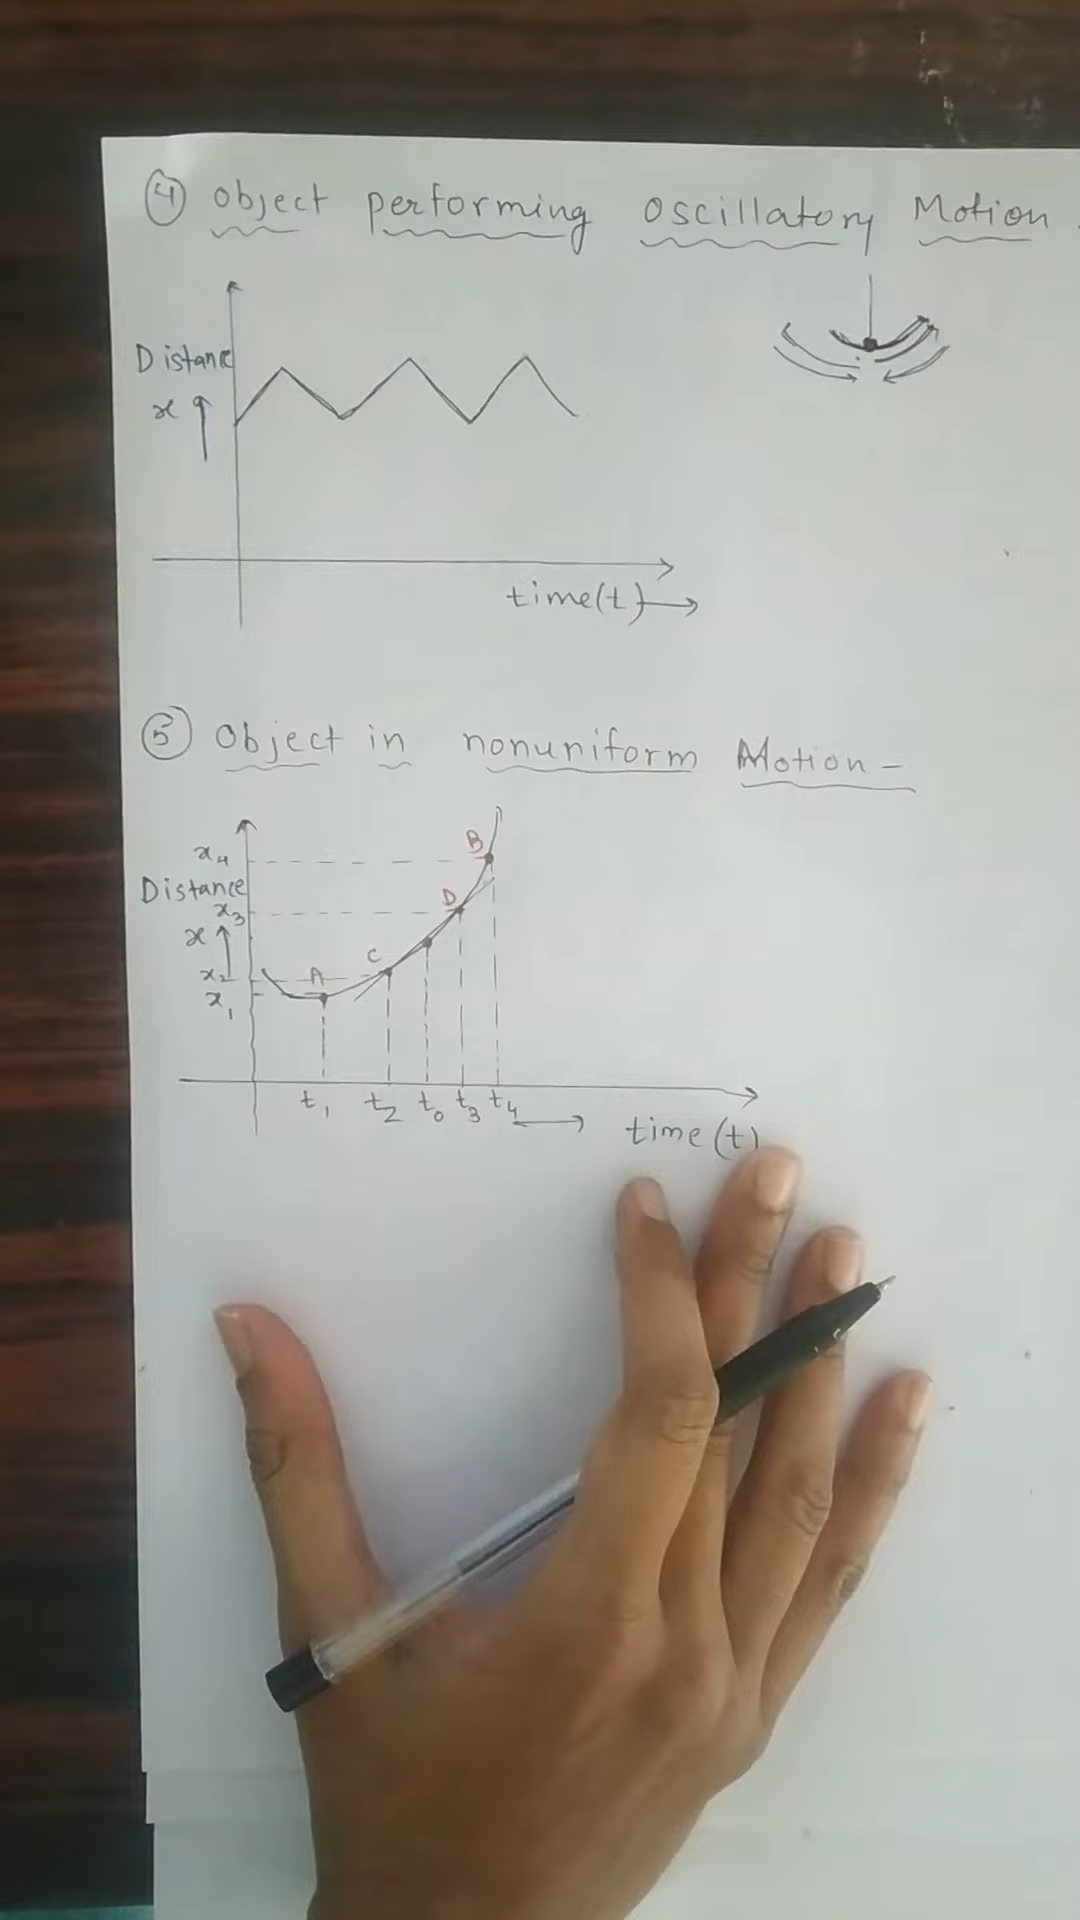 ④ Object performing Oscillatory Motion.
Distance
x
time(t)
⑤ Object in nonuniform Motion –
B
x₄
Distance
D
x₃
x
C
x₂
A
x₁
t₁ t₂ t₀ t₃ t₄
time (t)